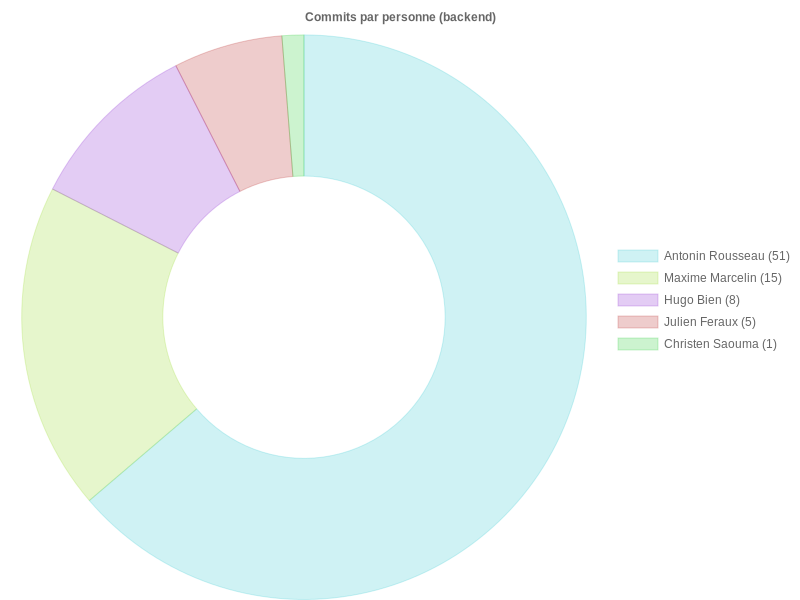 Commits par personne (backend)
Antonin Rousseau (51)
Maxime Marcelin (15)
Hugo Bien (8)
Julien Feraux (5)
Christen Saouma (1)